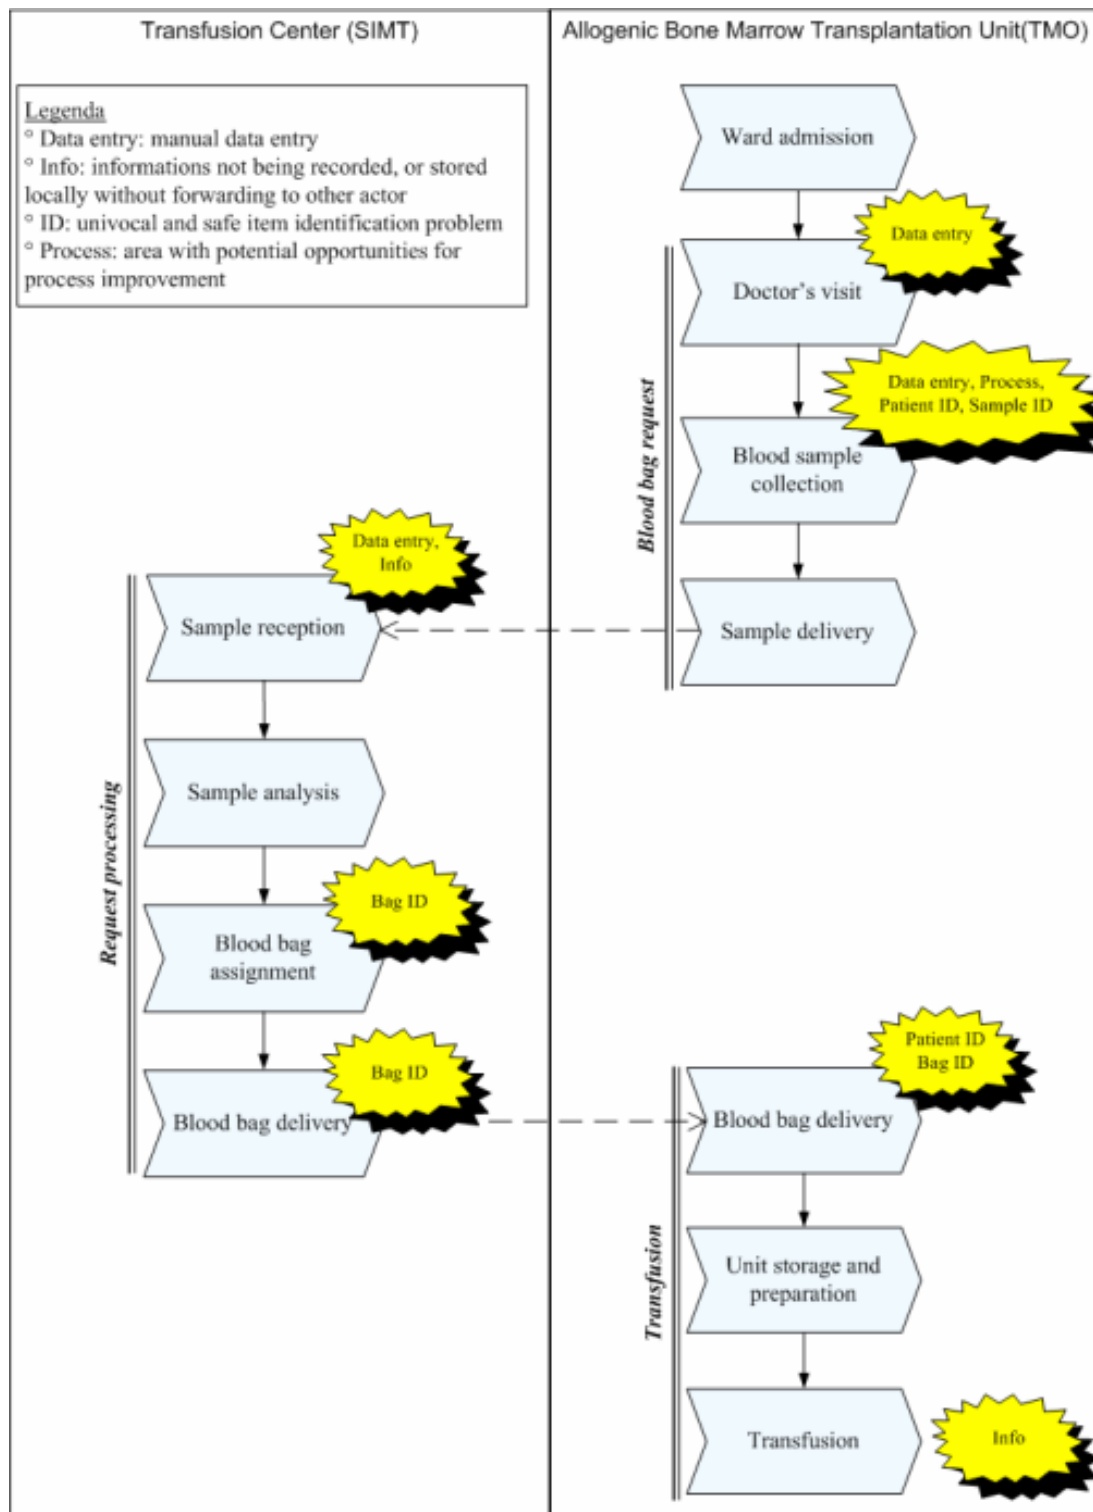 Transfusion Center (SIMT)
Allogenic Bone Marrow Transplantation Unit(TMO)
Legenda
° Data entry: manual data entry
° Info: informations not being recorded, or stored
locally without forwarding to other actor
° ID: univocal and safe item identification problem
° Process: area with potential opportunities for
process improvement
Ward admission
Data entry
Doctor's visit
Data entry, Process,
Patient ID, Sample ID
Blood sample
collection
Sample delivery
Blood bag request
Data entry,
Info
Sample reception
Sample analysis
Bag ID
Blood bag
assignment
Bag ID
Blood bag delivery
Request processing
Patient ID
Bag ID
Blood bag delivery
Unit storage and
preparation
Transfusion
Info
Transfusion